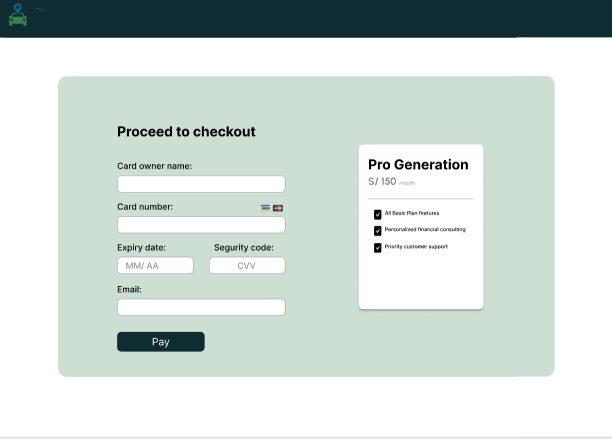 Proceed to checkout
Card owner name:
Card number:
VISA
Expiry date:
Segurity code:
MM/ AA
CVV
Email:
Pay
Pro Generation
S/ 150 /month
All Basic Plan features
Personalized financial consulting
Priority customer support